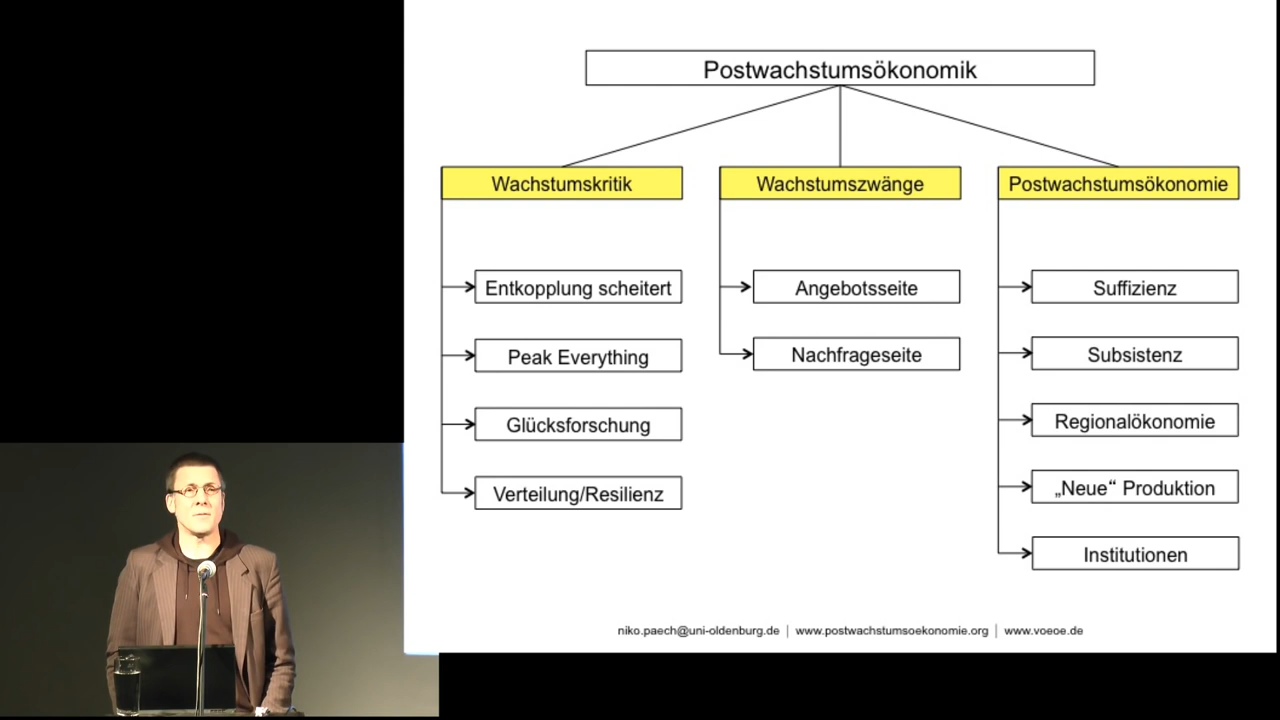 Postwachstumsökonomik
Wachstumskritik
Entkopplung scheitert
Peak Everything
Glücksforschung
Verteilung/Resilienz
Wachstumszwänge
Angebotsseite
Nachfrageseite
Postwachstumsökonomie
Suffizienz
Subsistenz
Regionalökonomie
„Neue“ Produktion
Institutionen
niko.paech@uni-oldenburg.de | www.postwachstumsoekonomie.org | www.voeoe.de